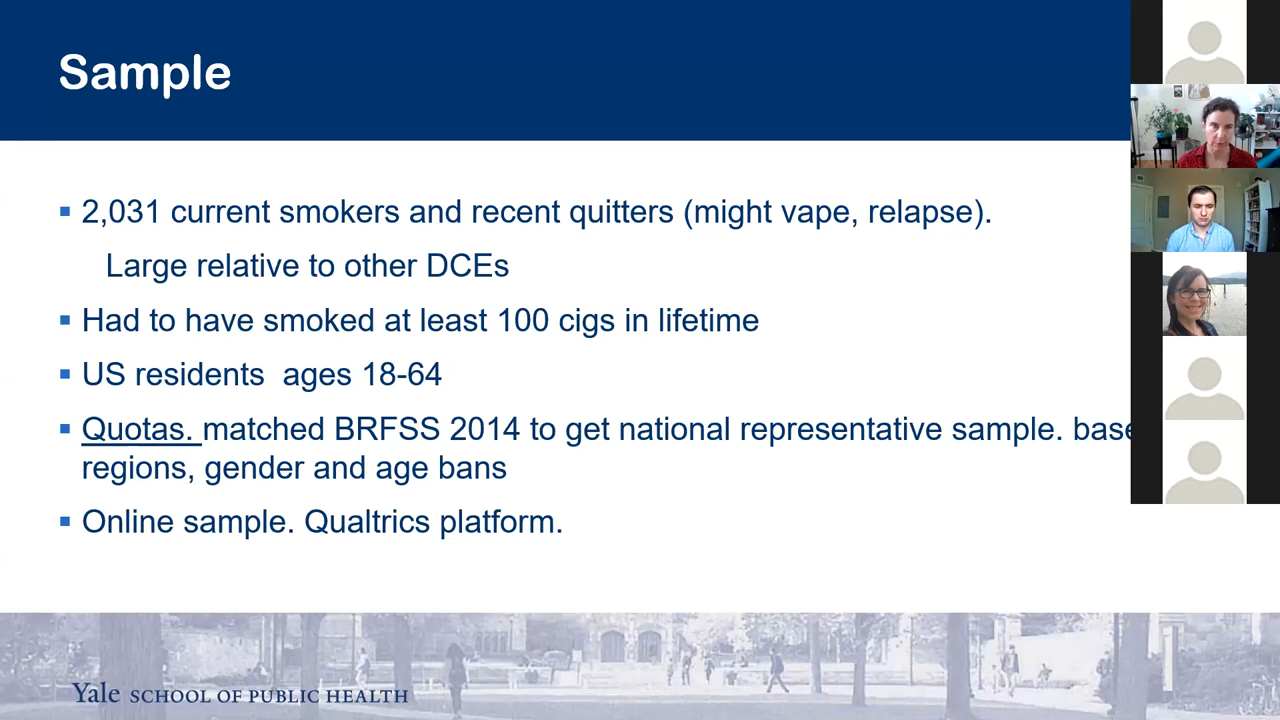 Sample
2,031 current smokers and recent quitters (might vape, relapse).
Large relative to other DCEs
Had to have smoked at least 100 cigs in lifetime
US residents  ages 18-64
Quotas. matched BRFSS 2014 to get national representative sample.
regions, gender and age bans
Online sample. Qualtrics platform.
Yale SCHOOL OF PUBLIC HEALTH